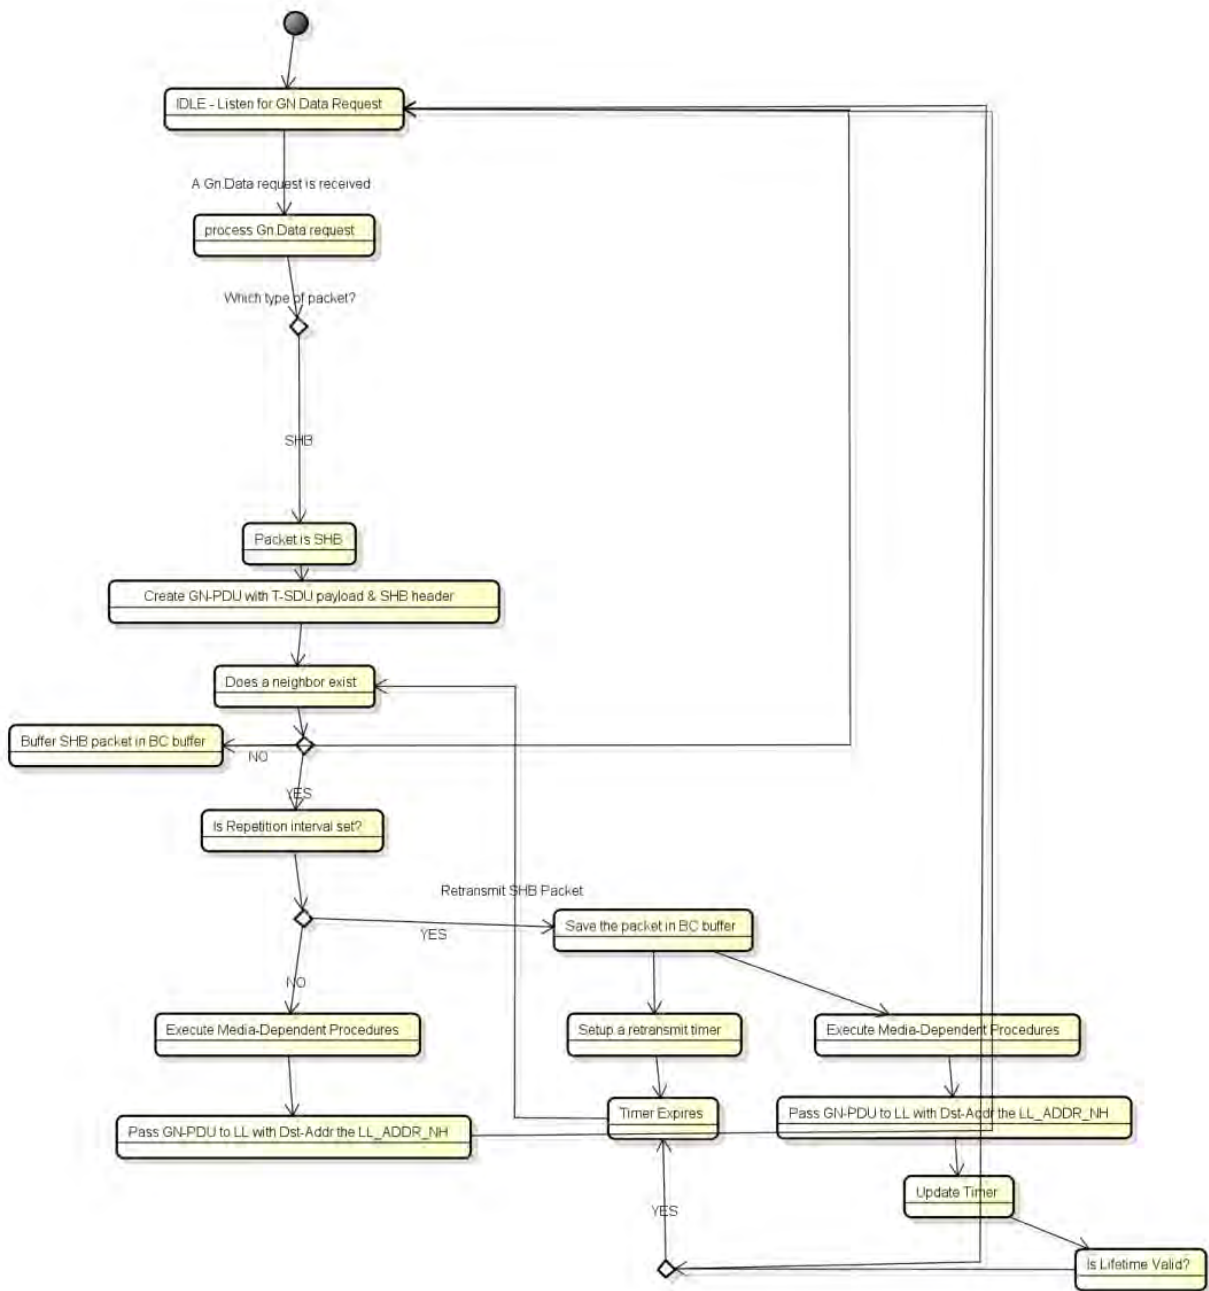 IDLE - Listen for GN Data Request
A Gn.Data request is received
process Gn.Data request
Which type of packet?
SHB
Packet is SHB
Create GN-PDU with T-SDU payload & SHB header
Does a neighbor exist
Buffer SHB packet in BC buffer
NO
YES
Is Repetition interval set?
Retransmit SHB Packet
Save the packet in BC buffer
YES
NO
Execute Media-Dependent Procedures
Setup a retransmit timer
Execute Media-Dependent Procedures
Timer Expires
Pass GN-PDU to LL with Dst-Addr the LL_ADDR_NH
Pass GN-PDU to LL with Dst-Addr the LL_ADDR_NH
Update Timer
YES
Is Lifetime Valid?